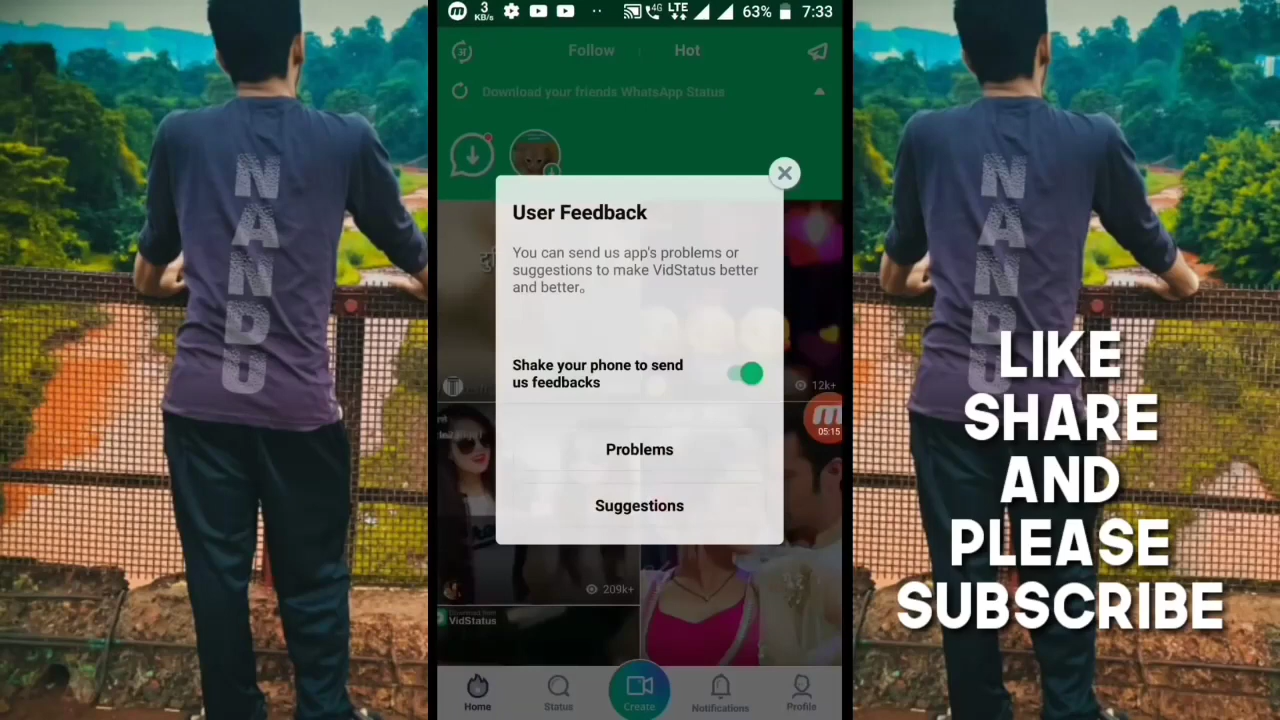 3
KB/s
4G
LTE
63%
7:33
Follow
Hot
Download your friends WhatsApp Status
User Feedback
You can send us app's problems or
suggestions to make VidStatus better
and better。
Shake your phone to send
us feedbacks
Problems
Suggestions
12k+
05:15
209k+
VidStatus
Home
Status
Create
Notifications
Profile
NANDU
NANDU
LIKE
SHARE
AND
PLEASE
SUBSCRIBE